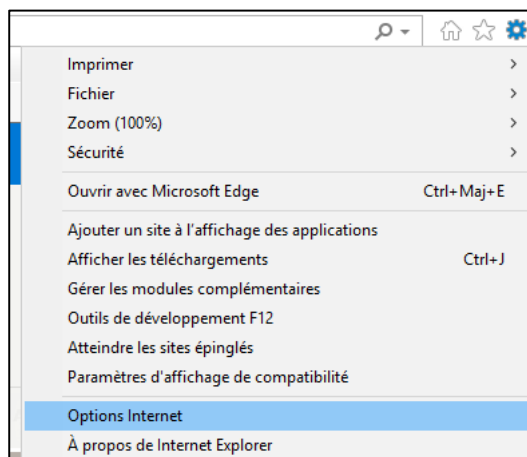 Imprimer
Fichier
Zoom (100%)
Sécurité
Ouvrir avec Microsoft Edge Ctrl+Maj+E
Ajouter un site à l'affichage des applications
Afficher les téléchargements Ctrl+J
Gérer les modules complémentaires
Outils de développement F12
Atteindre les sites épinglés
Paramètres d'affichage de compatibilité
Options Internet
À propos de Internet Explorer